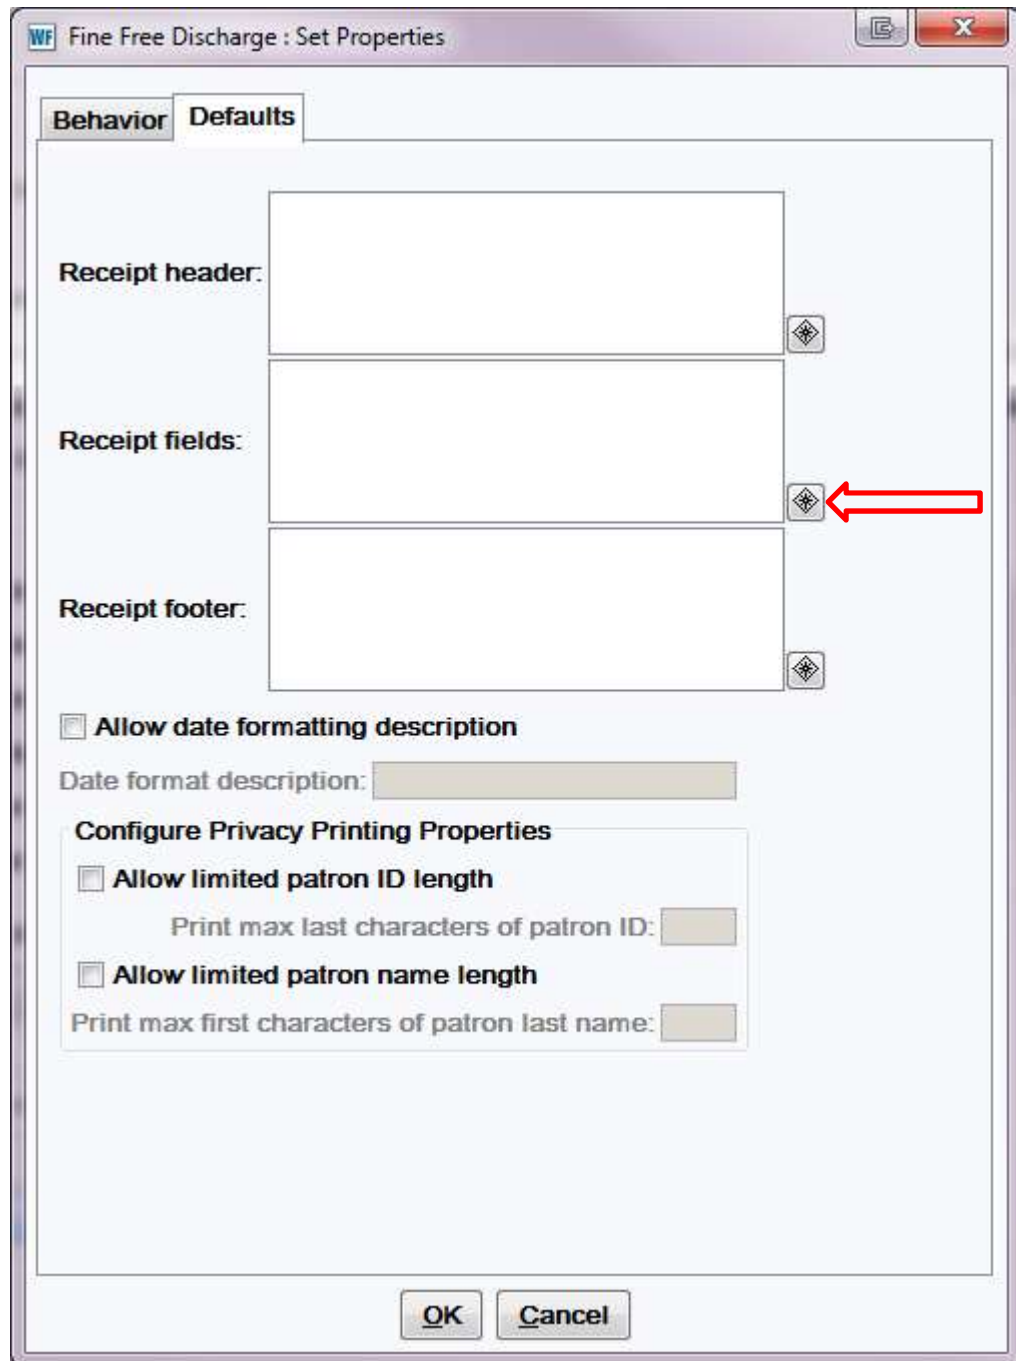 WF Fine Free Discharge : Set Properties
Behavior Defaults
Receipt header:
Receipt fields:
Receipt footer:
Allow date formatting description
Date format description:
Configure Privacy Printing Properties
Allow limited patron ID length
Print max last characters of patron ID:
Allow limited patron name length
Print max first characters of patron last name:
OK Cancel